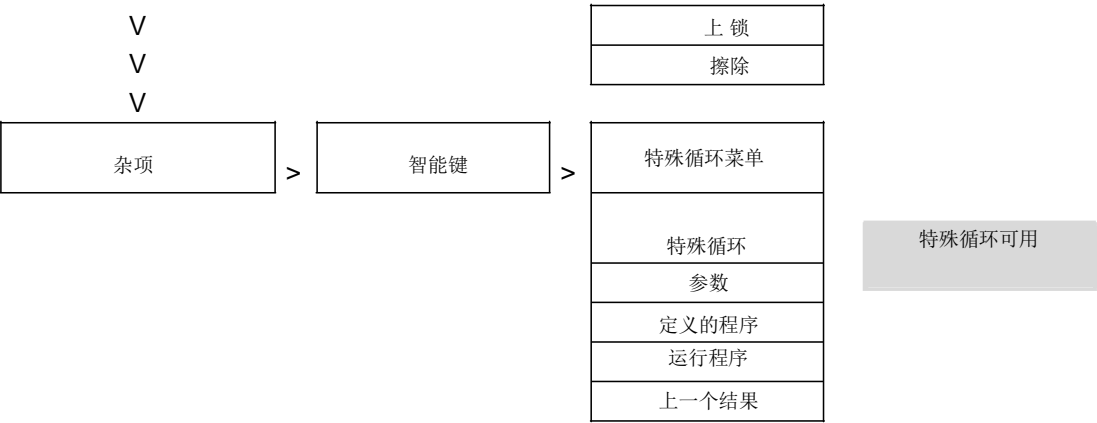 V
V
V
上 锁
擦除
杂项
>
智能键
>
特殊循环菜单
特殊循环
特殊循环可用
参数
定义的程序
运行程序
上一个结果